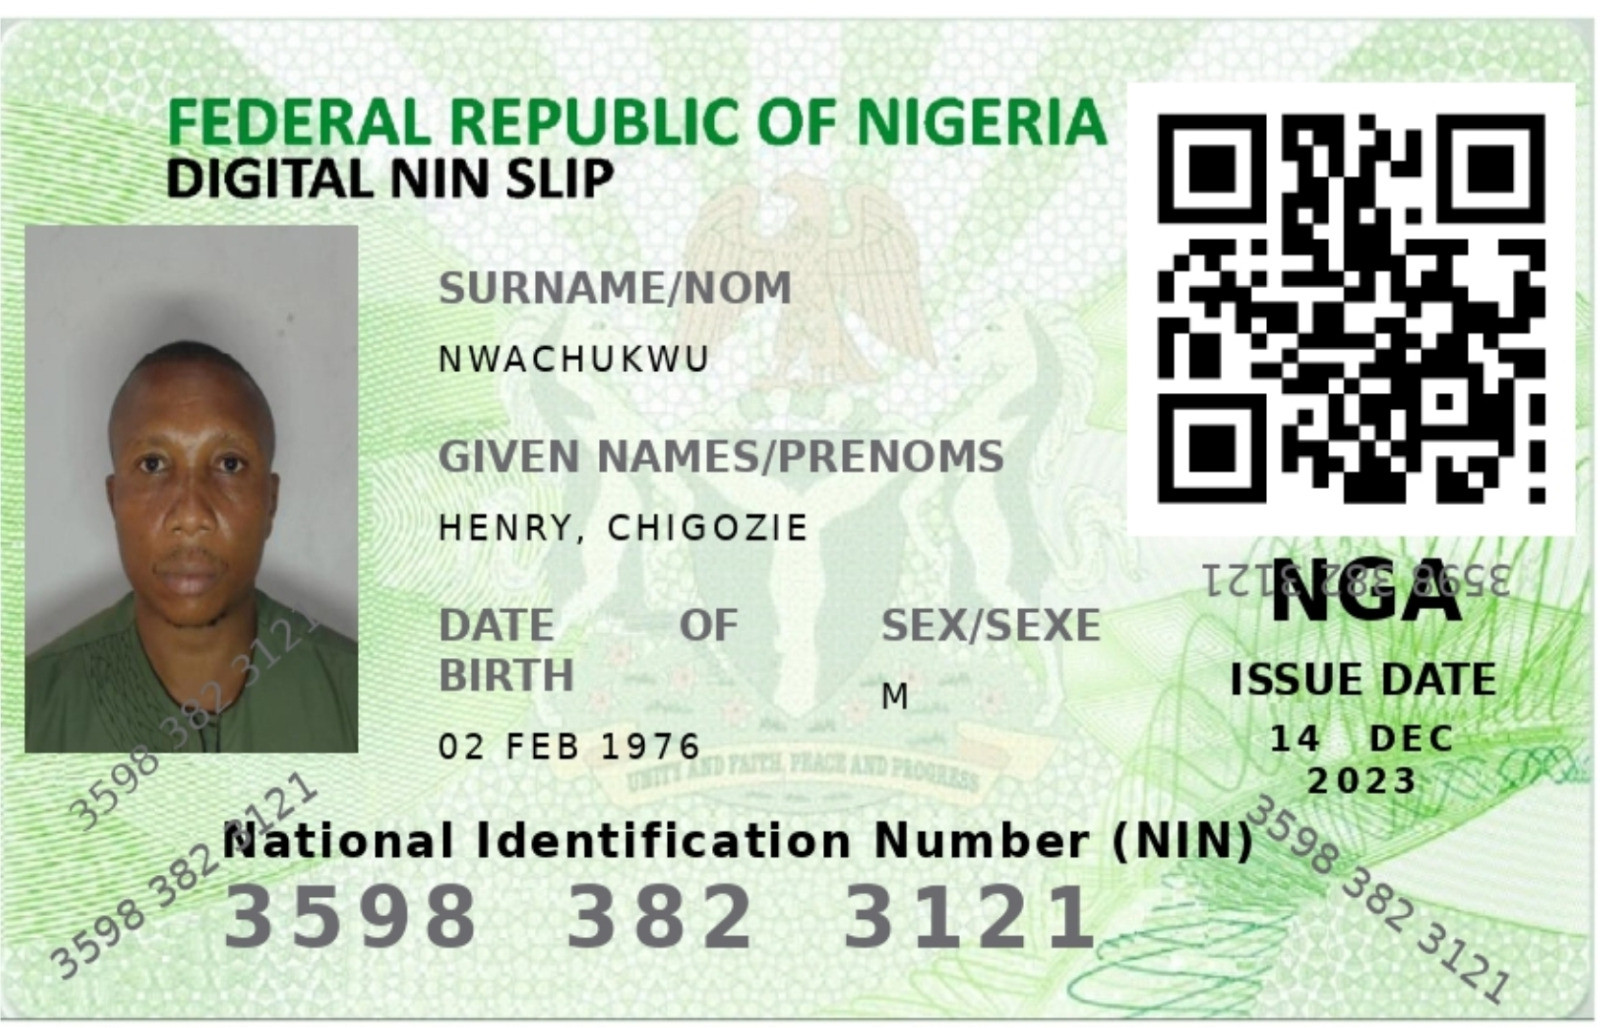 FEDERAL REPUBLIC OF NIGERIA
DIGITAL NIN SLIP
SURNAME/NOM
NWACHUKWU
GIVEN NAMES/PRENOMS
HENRY, CHIGOZIE
DATE OF
BIRTH
02 FEB 1976
SEX/SEXE
M
NGA
3598 382 3121
ISSUE DATE
14 DEC
2023
UNITY AND FAITH, PEACE AND PROGRESS
3598 382 3121
3598 382 3121
3598 382 3121
National Identification Number (NIN)
3598 382 3121